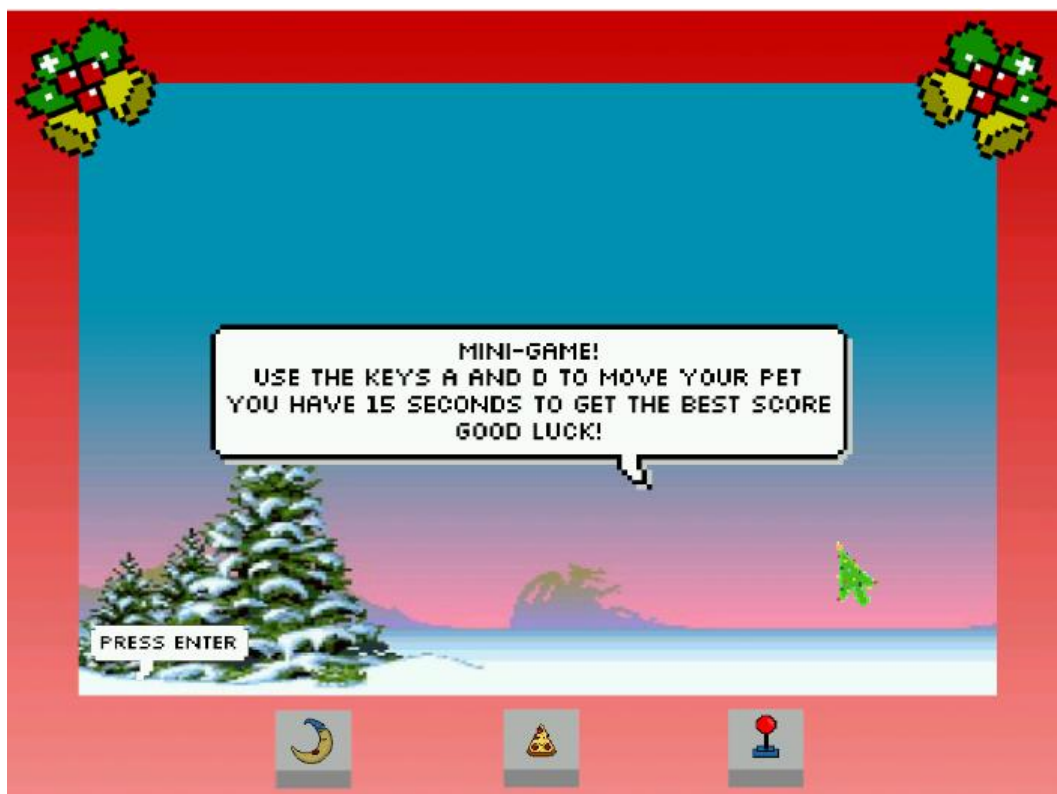 MINI-GAME!
USE THE KEYS A AND D TO MOVE YOUR PET
YOU HAVE 15 SECONDS TO GET THE BEST SCORE
GOOD LUCK!
PRESS ENTER